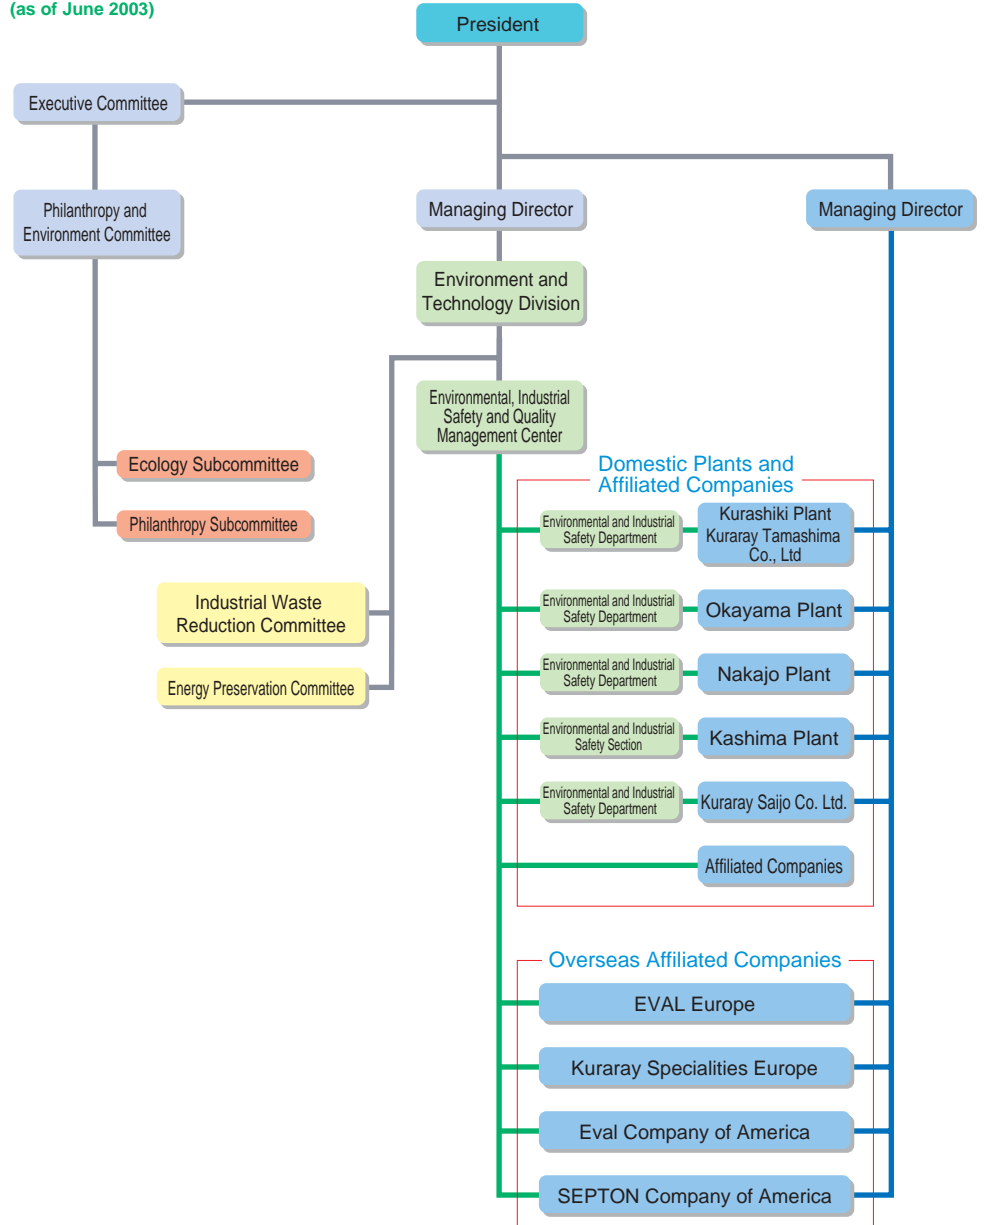 (as of June 2003)
President
Executive Committee
Philanthropy and
Environment Committee
Managing Director
Managing Director
Environment and
Technology Division
Environmental, Industrial
Safety and Quality
Management Center
Ecology Subcommittee
Philanthropy Subcommittee
Industrial Waste
Reduction Committee
Energy Preservation Committee
Domestic Plants and
Affiliated Companies
Environmental and Industrial
Safety Department
Kurashiki Plant
Kuraray Tamashima
Co., Ltd
Environmental and Industrial
Safety Department
Okayama Plant
Environmental and Industrial
Safety Department
Nakajo Plant
Environmental and Industrial
Safety Section
Kashima Plant
Environmental and Industrial
Safety Department
Kuraray Saijo Co. Ltd.
Affiliated Companies
Overseas Affiliated Companies
EVAL Europe
Kuraray Specialities Europe
Eval Company of America
SEPTON Company of America